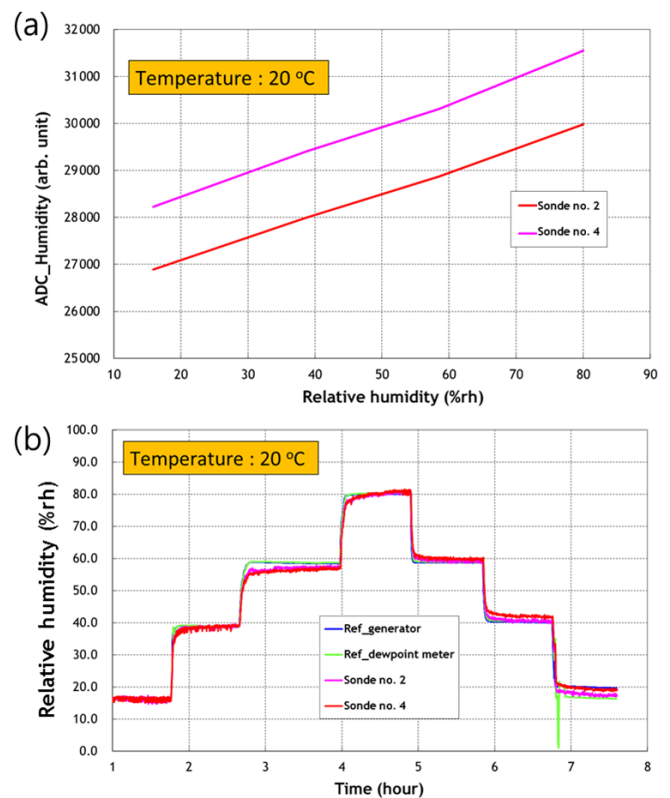 (a)
32000
31000
30000
29000
28000
27000
26000
25000
ADC_Humidity (arb. unit)
Temperature : 20 °C
Sonde no. 2
Sonde no. 4
10 20 30 40 50 60 70 80 90
Relative humidity (%rh)
(b)
100.0
90.0
80.0
70.0
60.0
50.0
40.0
30.0
20.0
10.0
0.0
Relative humidity (%rh)
Temperature : 20 °C
Ref_generator
Ref_dewpoint meter
Sonde no. 2
Sonde no. 4
1 2 3 4 5 6 7 8
Time (hour)